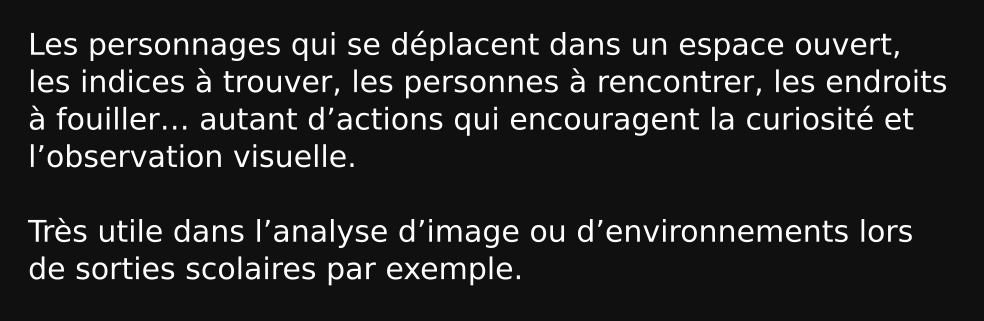 Les personnages qui se déplacent dans un espace ouvert,
les indices à trouver, les personnes à rencontrer, les endroits
à fouiller… autant d’actions qui encouragent la curiosité et
l’observation visuelle.
Très utile dans l’analyse d’image ou d’environnements lors
de sorties scolaires par exemple.